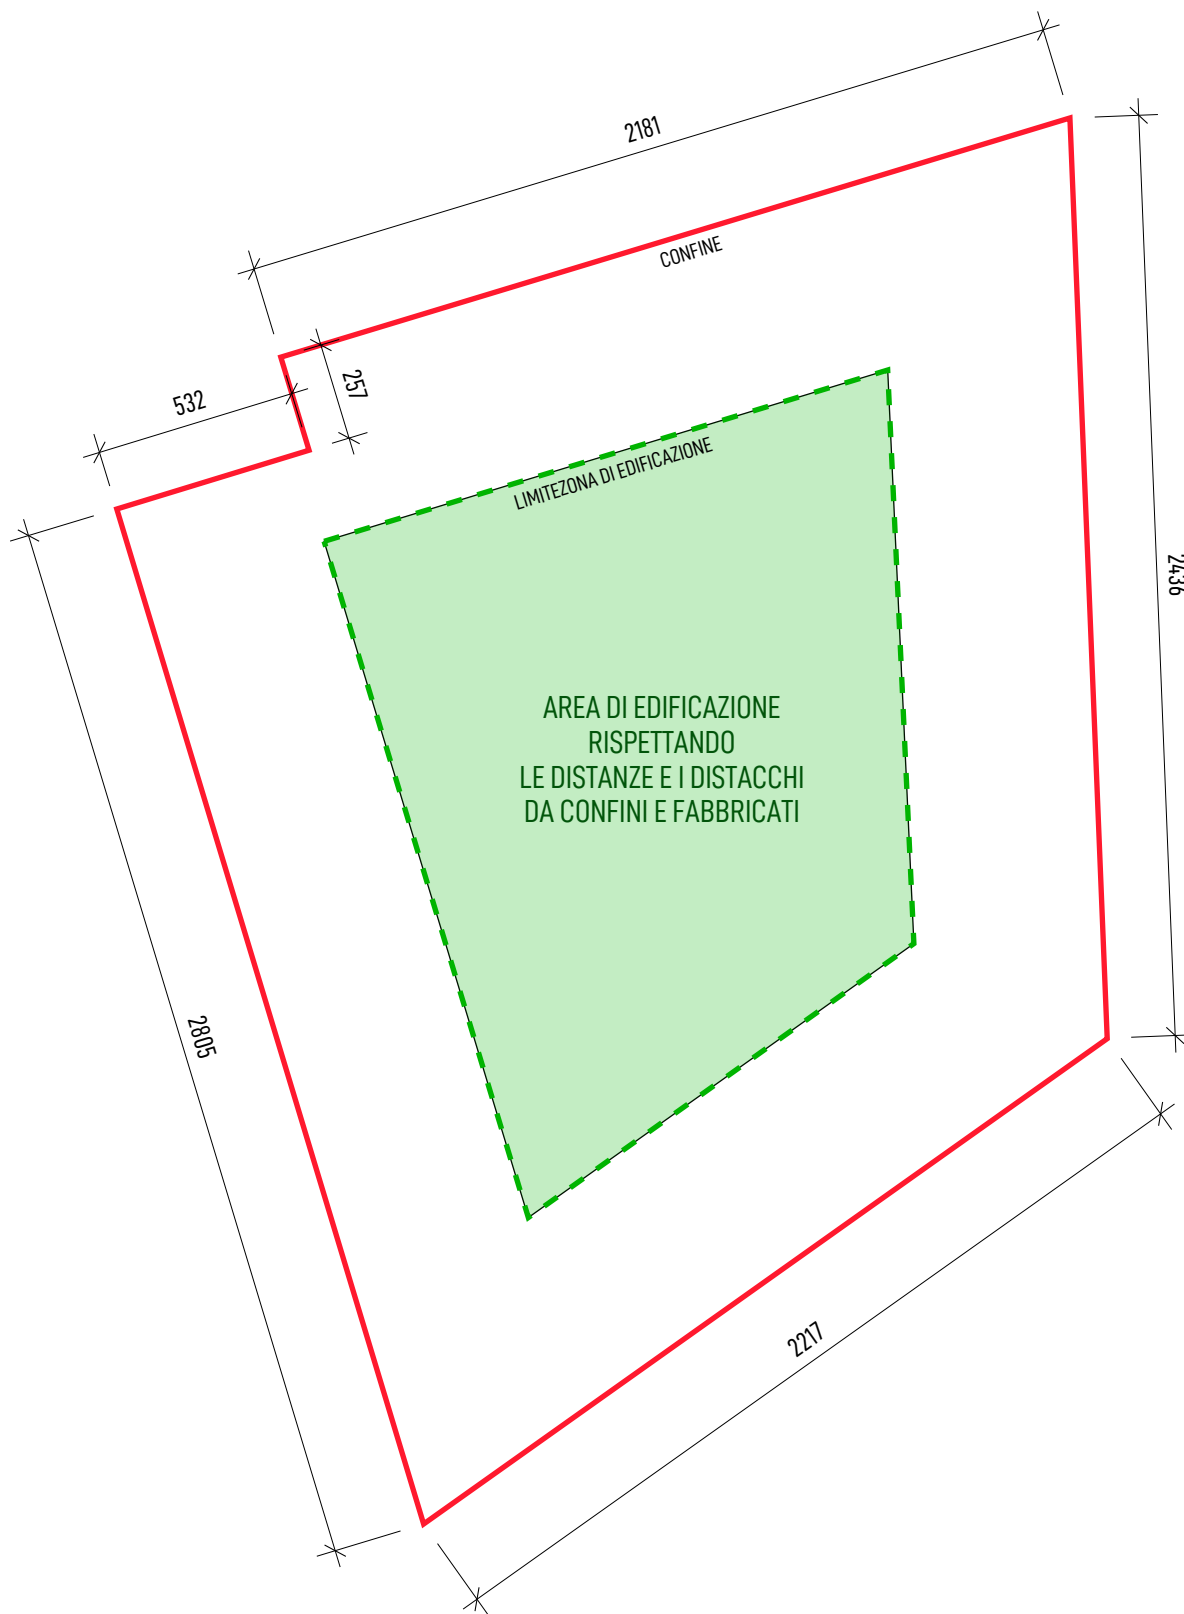 2181
CONFINE
257
532
LIMITEZONA DI EDIFICAZIONE
2436
AREA DI EDIFICAZIONE
RISPETTANDO
LE DISTANZE E I DISTACCHI
DA CONFINI E FABBRICATI
2805
2217